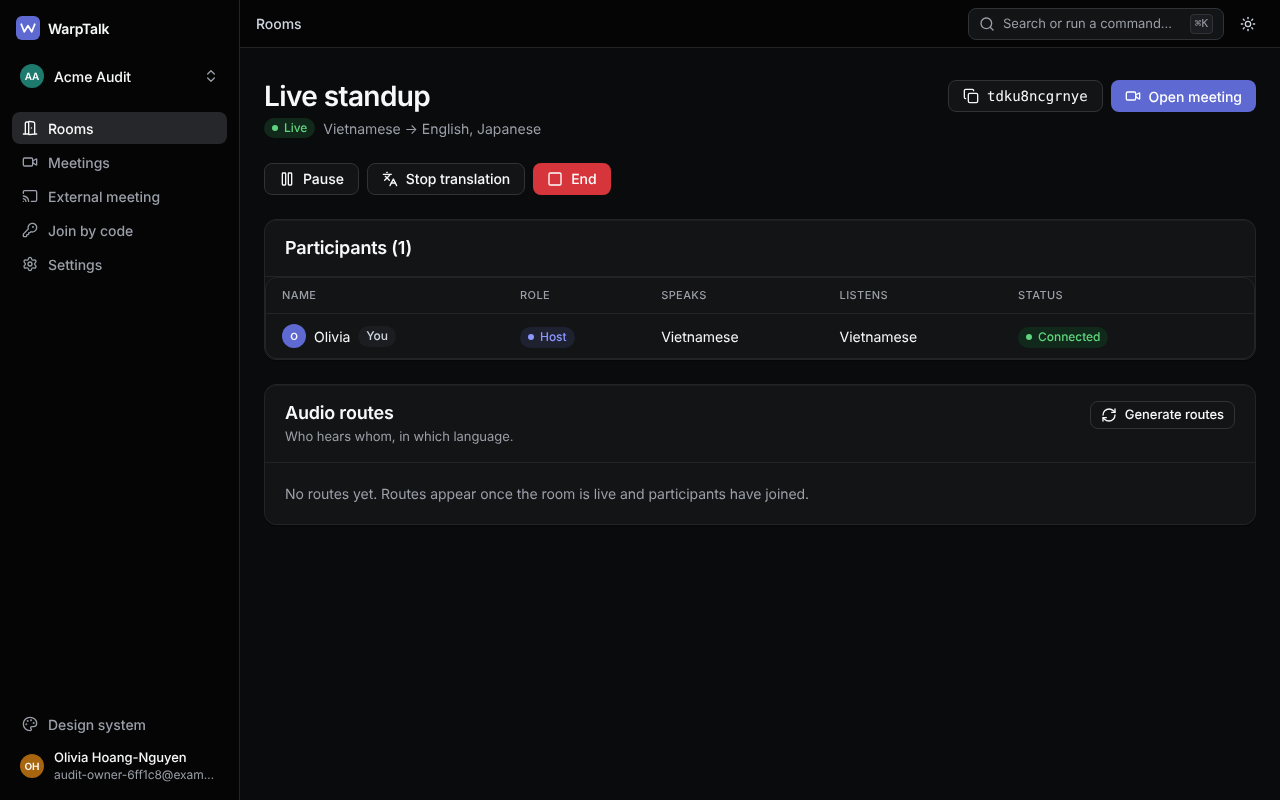 WarpTalk
AA Acme Audit
Rooms
Meetings
External meeting
Join by code
Settings
Design system
OH Olivia Hoang-Nguyen
audit-owner-6ff1c8@exam...
Rooms
Search or run a command... ⌘K
Live standup
tdku8ncgrnye
Open meeting
Live Vietnamese → English, Japanese
Pause
Stop translation
End
Participants (1)
NAME ROLE SPEAKS LISTENS STATUS
O Olivia You Host Vietnamese Vietnamese Connected
Audio routes
Who hears whom, in which language.
Generate routes
No routes yet. Routes appear once the room is live and participants have joined.